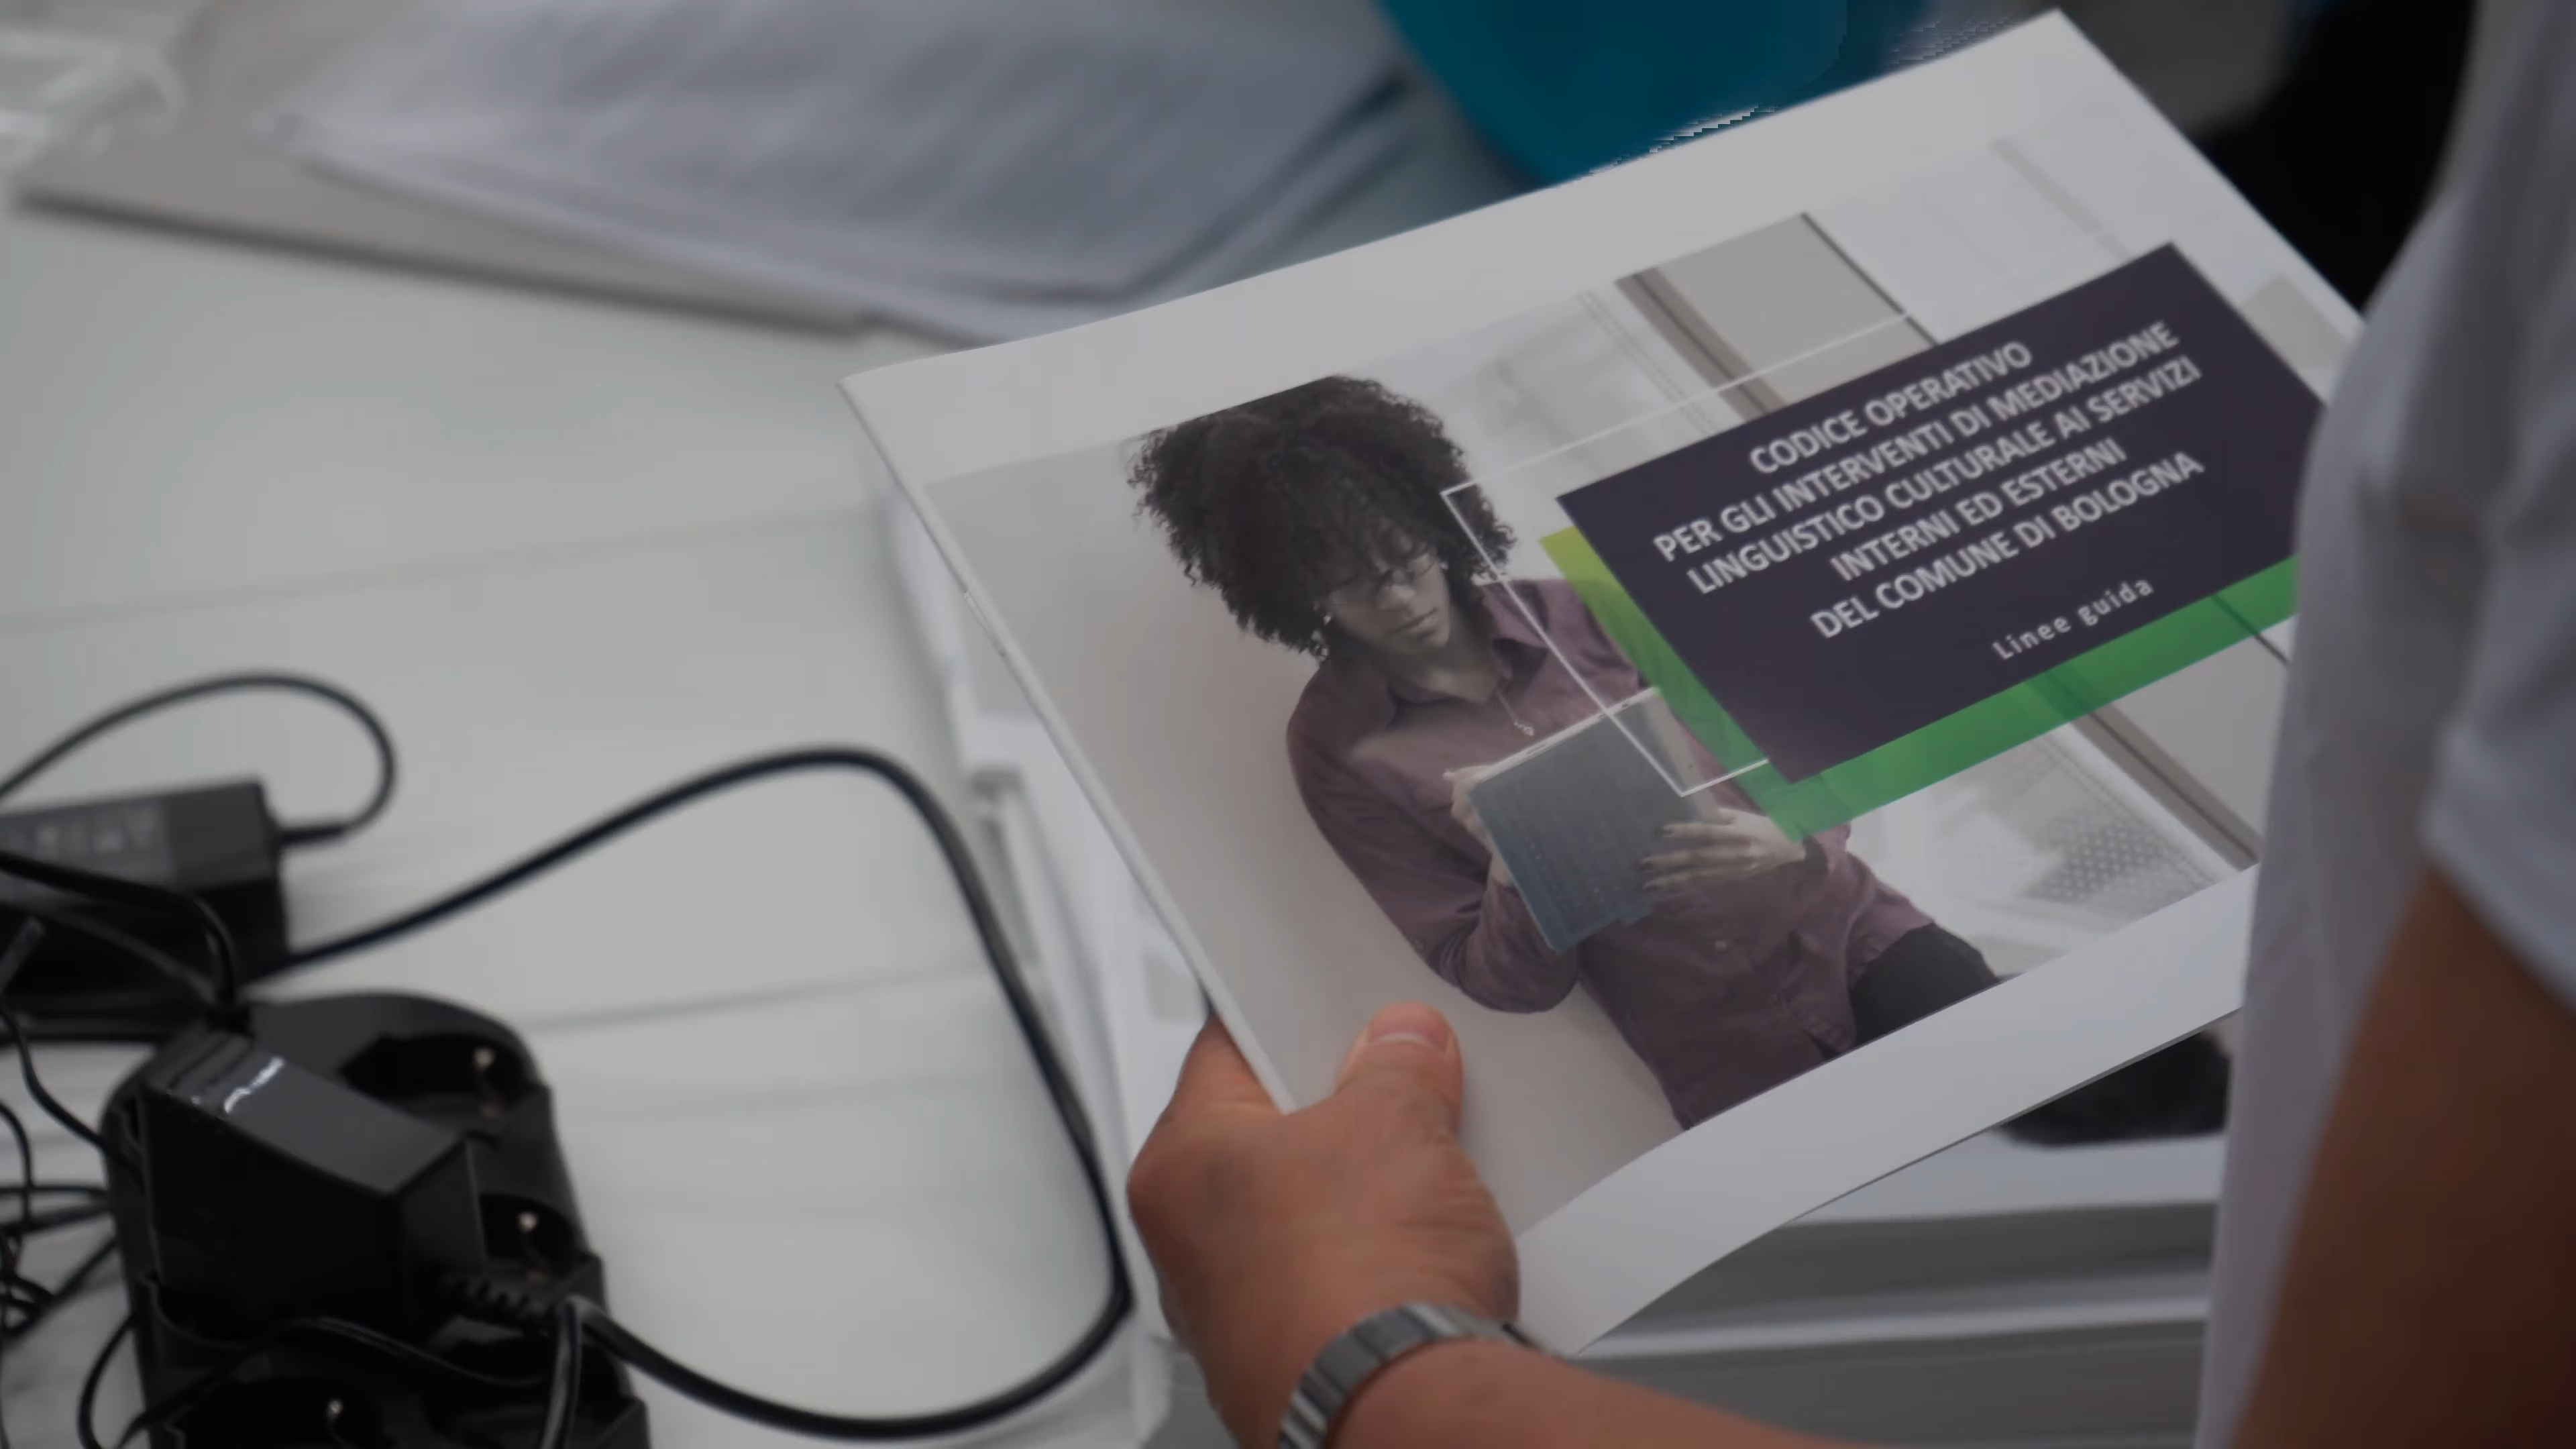 CODICE OPERATIVO
PER GLI INTERVENTI DI MEDIAZIONE
LINGUISTICO CULTURALE AI SERVIZI
INTERNI ED ESTERNI
DEL COMUNE DI BOLOGNA
Linee guida